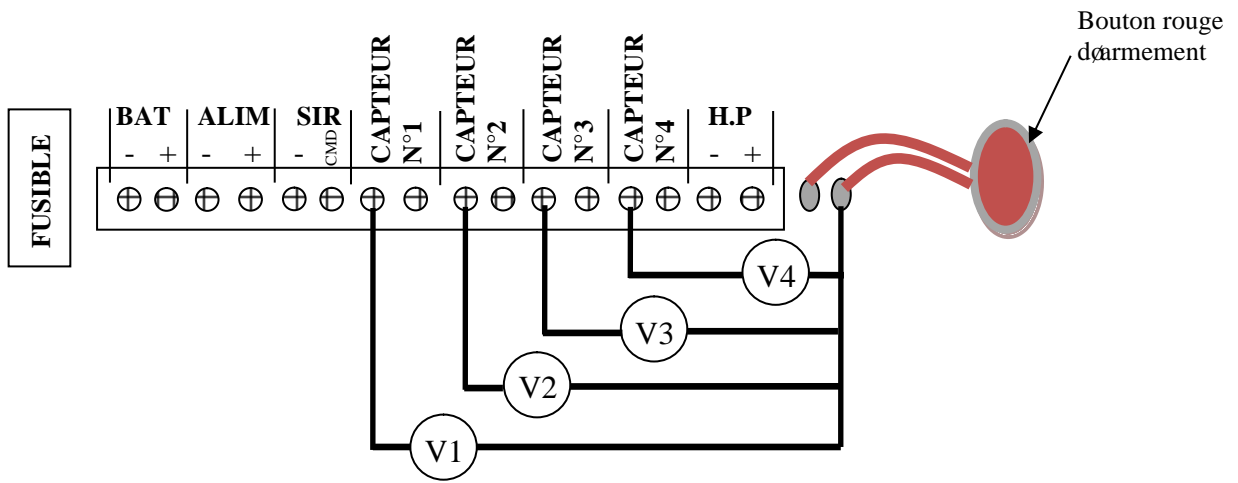 Bouton rouge
døarmement
FUSIBLE
BAT
ALIM
SIR
CAPTEUR
N°1
CAPTEUR
N°2
CAPTEUR
N°3
CAPTEUR
N°4
H.P
- + - + - CMD - +
V4
V3
V2
V1